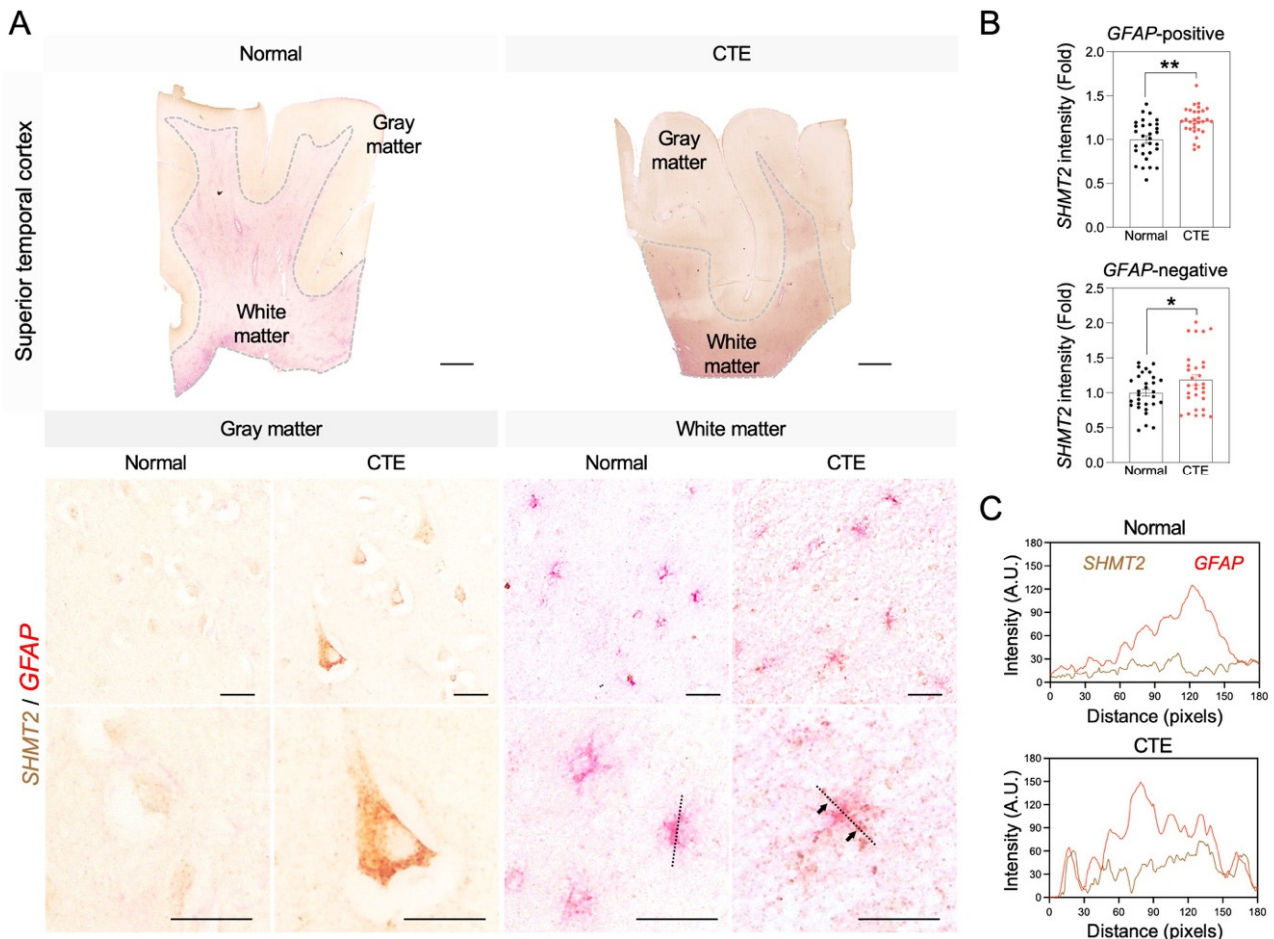 A
Normal
CTE
Superior temporal cortex
Gray
matter
White
matter
Gray
matter
White
matter
Gray matter
White matter
Normal
CTE
Normal
CTE
SHMT2 / GFAP
B
GFAP-positive
SHMT2 intensity (Fold)
2.0
1.5
1.0
0.5
0.0
**
Normal
CTE
GFAP-negative
SHMT2 intensity (Fold)
2.5
2.0
1.5
1.0
0.5
0.0
*
Normal
CTE
C
Normal
Intensity (A.U.)
180
150
120
90
60
30
0
SHMT2
GFAP
0 30 60 90 120 150 180
Distance (pixels)
CTE
Intensity (A.U.)
180
150
120
90
60
30
0
0 30 60 90 120 150 180
Distance (pixels)